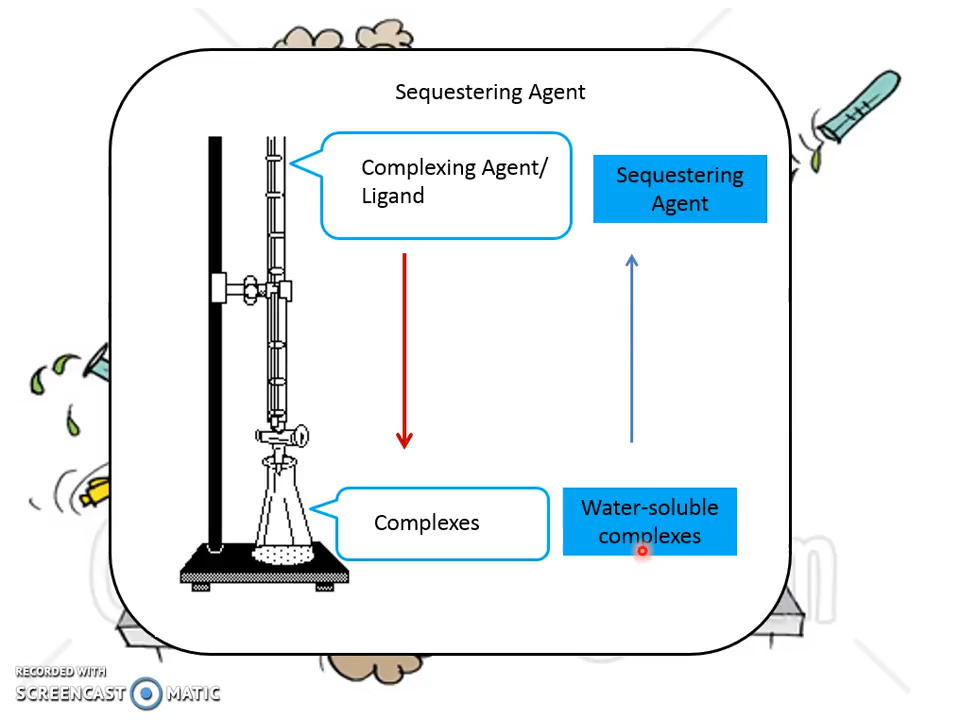 Sequestering Agent
Complexing Agent/
Ligand
Sequestering
Agent
Complexes
Water-soluble
complexes
RECORDED WITH
SCREENCAST MATIC